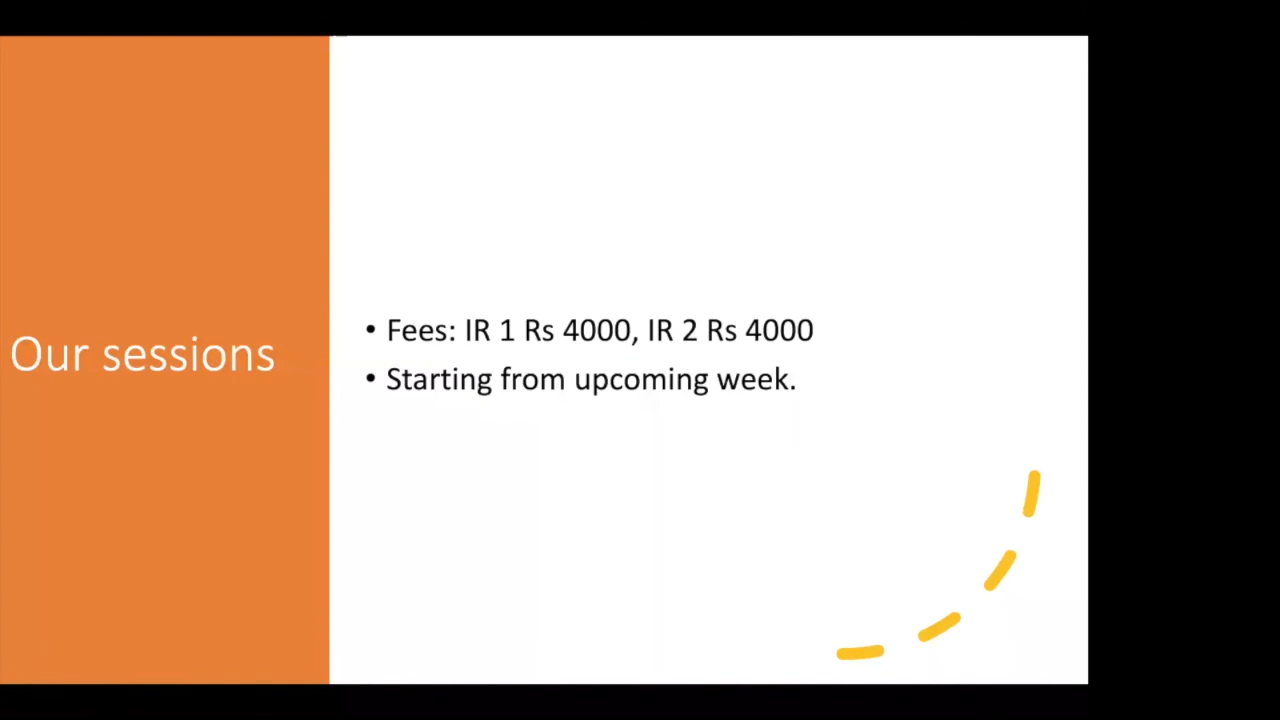 Our sessions
• Fees: IR 1 Rs 4000, IR 2 Rs 4000
• Starting from upcoming week.